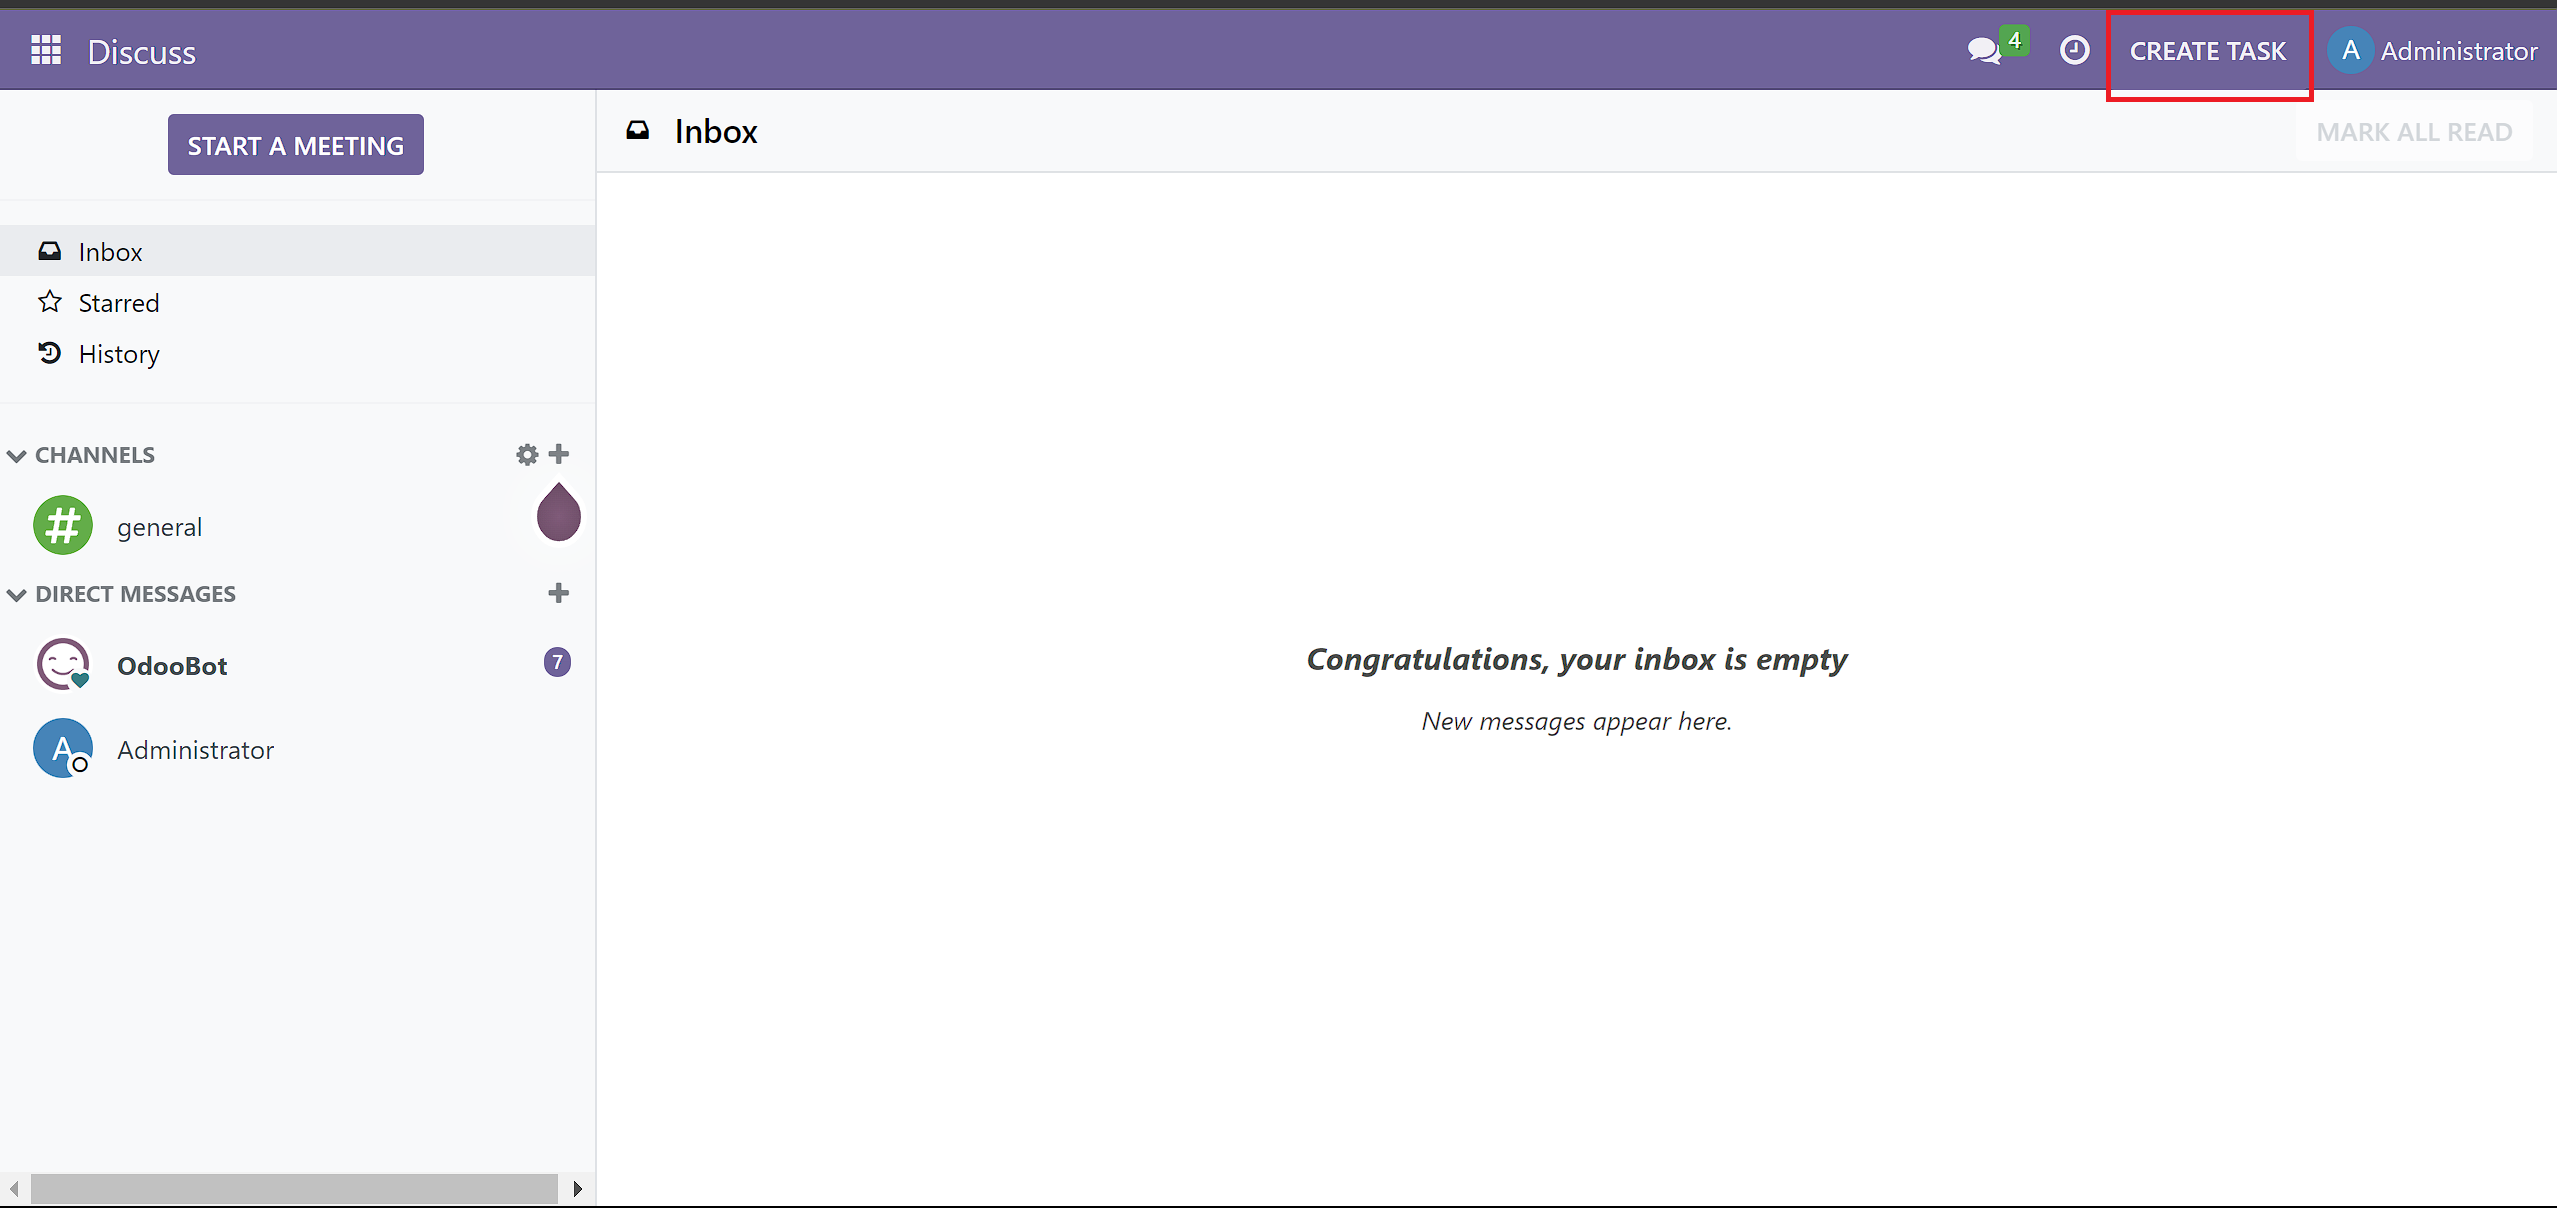 Discuss
4
CREATE TASK
A Administrator
START A MEETING
Inbox
MARK ALL READ
Inbox
Starred
History
CHANNELS
# general
DIRECT MESSAGES
OdooBot 7
A Administrator
Congratulations, your inbox is empty
New messages appear here.